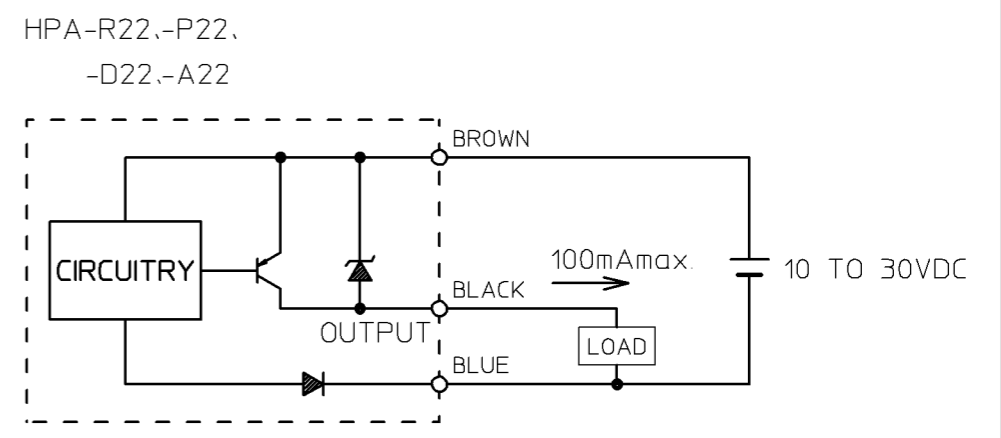 HPA-R22、-P22、
-D22、-A22
BROWN
CIRCUITRY
100mAmax.
10 TO 30VDC
BLACK
OUTPUT
LOAD
BLUE